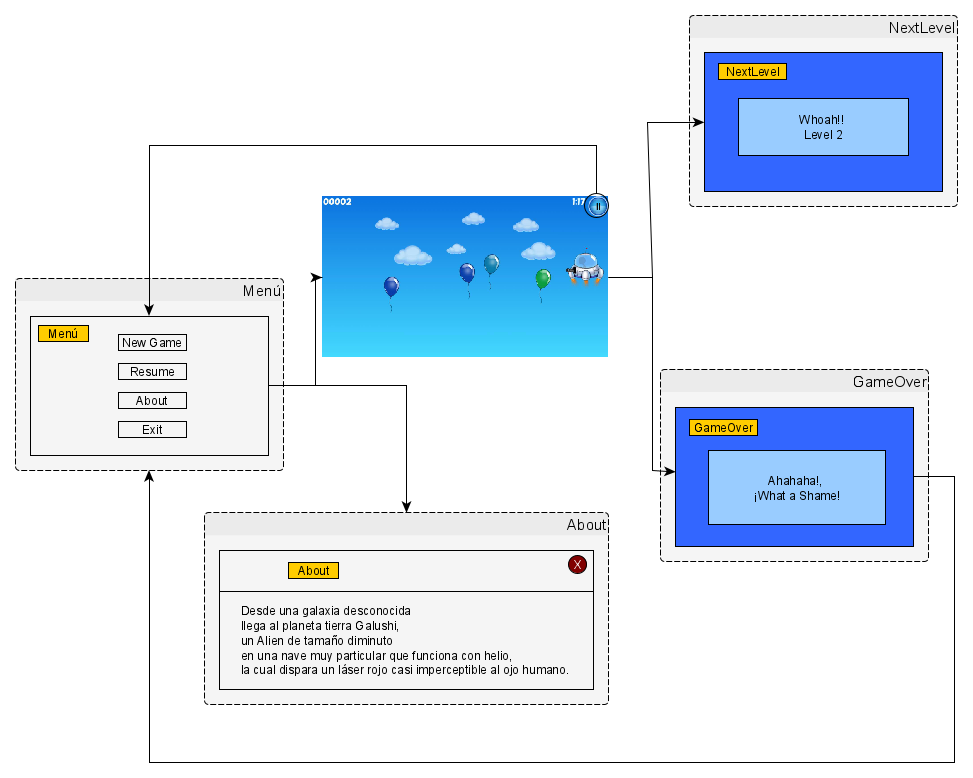 NextLevel
NextLevel
Whoah!!
Level 2
00002
1:17
Menú
Menú
New Game
Resume
About
Exit
GameOver
GameOver
Ahahaha!,
¡What a Shame!
About
About
X
Desde una galaxia desconocida
llega al planeta tierra Galushi,
un Alien de tamaño diminuto
en una nave muy particular que funciona con helio,
la cual dispara un láser rojo casi imperceptible al ojo humano.